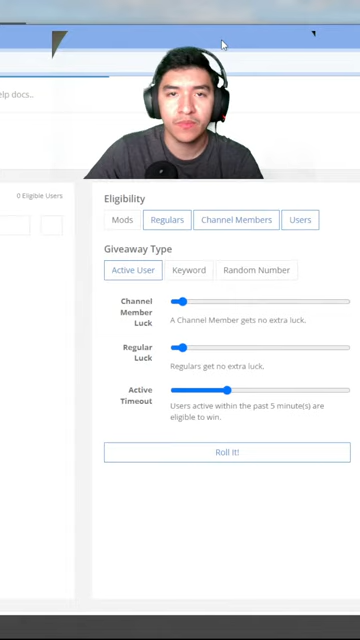 elp docs..
0 Eligible Users
Eligibility
Mods Regulars Channel Members Users
Giveaway Type
Active User Keyword Random Number
Channel
Member
Luck
A Channel Member gets no extra luck.
Regular
Luck
Regulars get no extra luck.
Active
Timeout
Users active within the past 5 minute(s) are
eligible to win.
Roll It!